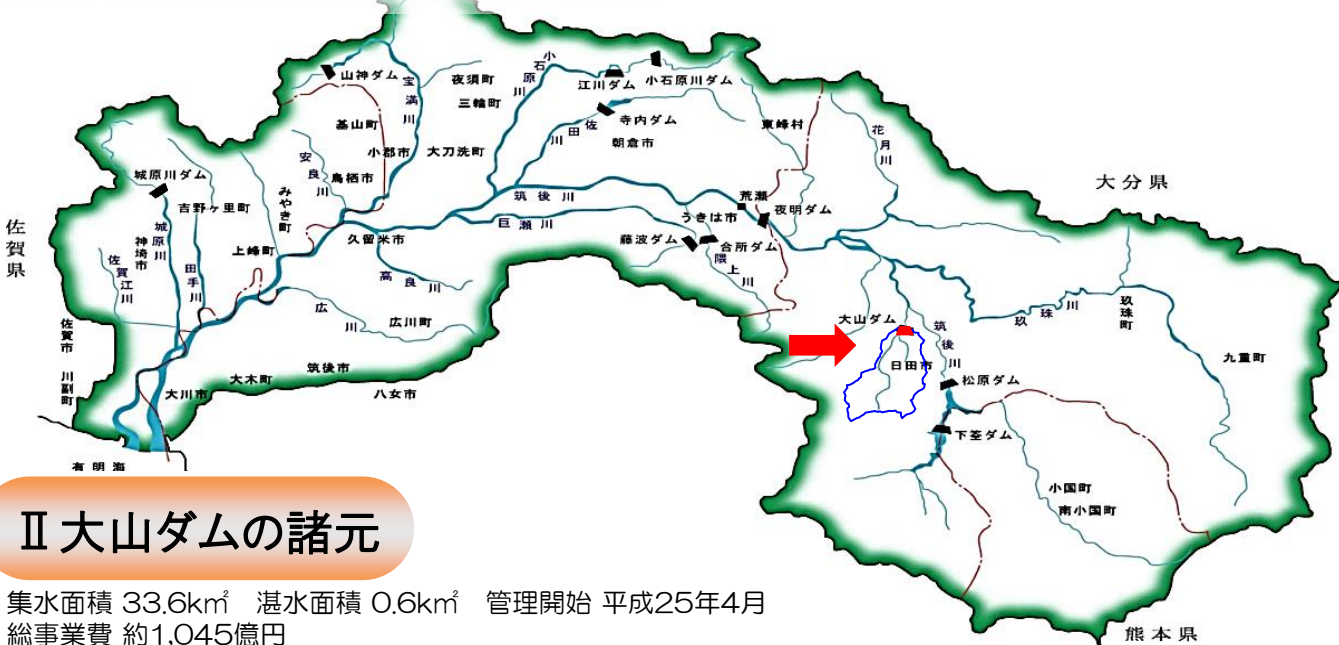 山神ダム
宝満川
夜須町
三輪町
小石原川
江川ダム
小石原川ダム
寺内ダム
佐田川
朝倉市
東峰村
花月川
大分県
基山町
小郡市
大刀洗町
安良川
鳥栖市
みやき町
城原川ダム
吉野ヶ里町
佐賀県
城原川
神埼市
上峰町
田手川
佐賀江川
久留米市
筑後川
巨瀬川
荒瀬
うきは市
夜明ダム
藤波ダム
合所ダム
隈上川
高良川
広川
広川町
大山ダム
筑後川
玖珠川
玖珠町
九重町
日田市
松原ダム
下筌ダム
佐賀市
川副町
大川市
大木町
筑後市
八女市
有明海
小国町
南小国町
熊本県
Ⅱ大山ダムの諸元
集水面積 33.6k㎡ 湛水面積 0.6k㎡ 管理開始 平成25年4月
総事業費 約1,045億円